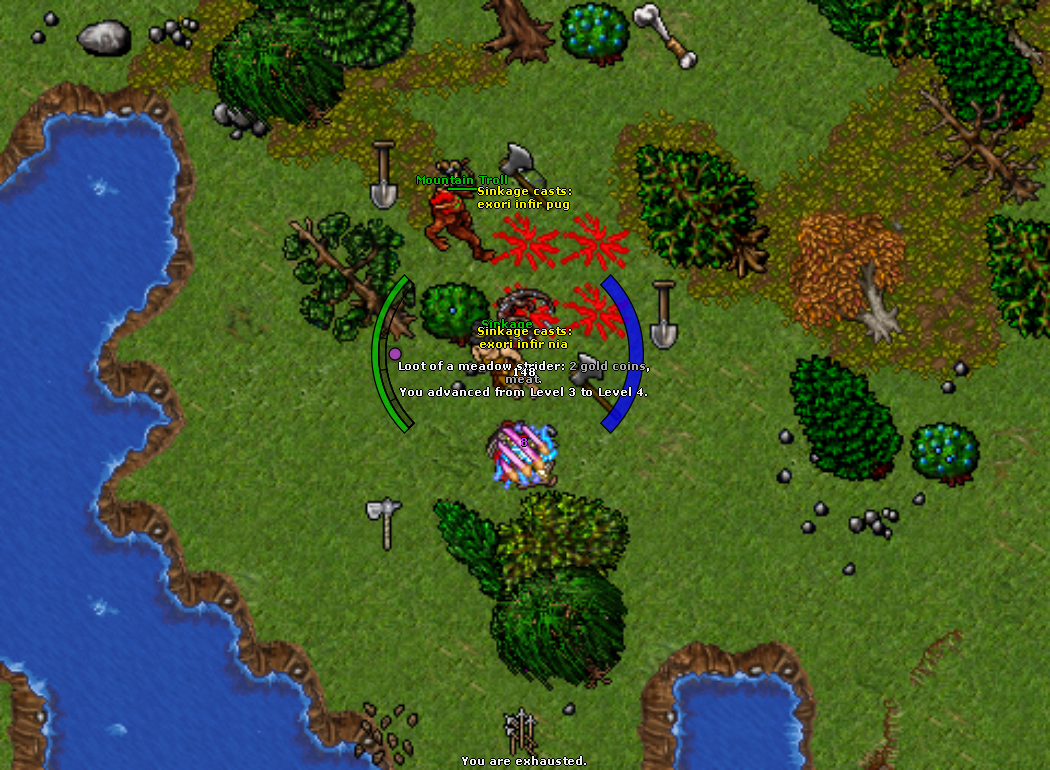 Mountain Troll
Sinkage casts:
exori infir pug
Sinkage
Sinkage casts:
exori infir nia
Loot of a meadow strider: 2 gold coins,
meat.
148
You advanced from Level 3 to Level 4.
8
You are exhausted.